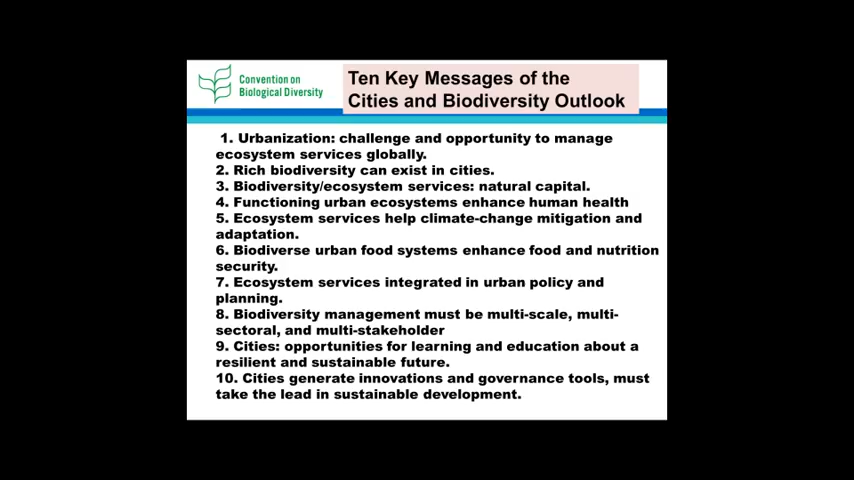 Convention on
Biological Diversity
Ten Key Messages of the
Cities and Biodiversity Outlook
1. Urbanization: challenge and opportunity to manage
ecosystem services globally.
2. Rich biodiversity can exist in cities.
3. Biodiversity/ecosystem services: natural capital.
4. Functioning urban ecosystems enhance human health
5. Ecosystem services help climate-change mitigation and
adaptation.
6. Biodiverse urban food systems enhance food and nutrition
security.
7. Ecosystem services integrated in urban policy and
planning.
8. Biodiversity management must be multi-scale, multi-
sectoral, and multi-stakeholder
9. Cities: opportunities for learning and education about a
resilient and sustainable future.
10. Cities generate innovations and governance tools, must
take the lead in sustainable development.